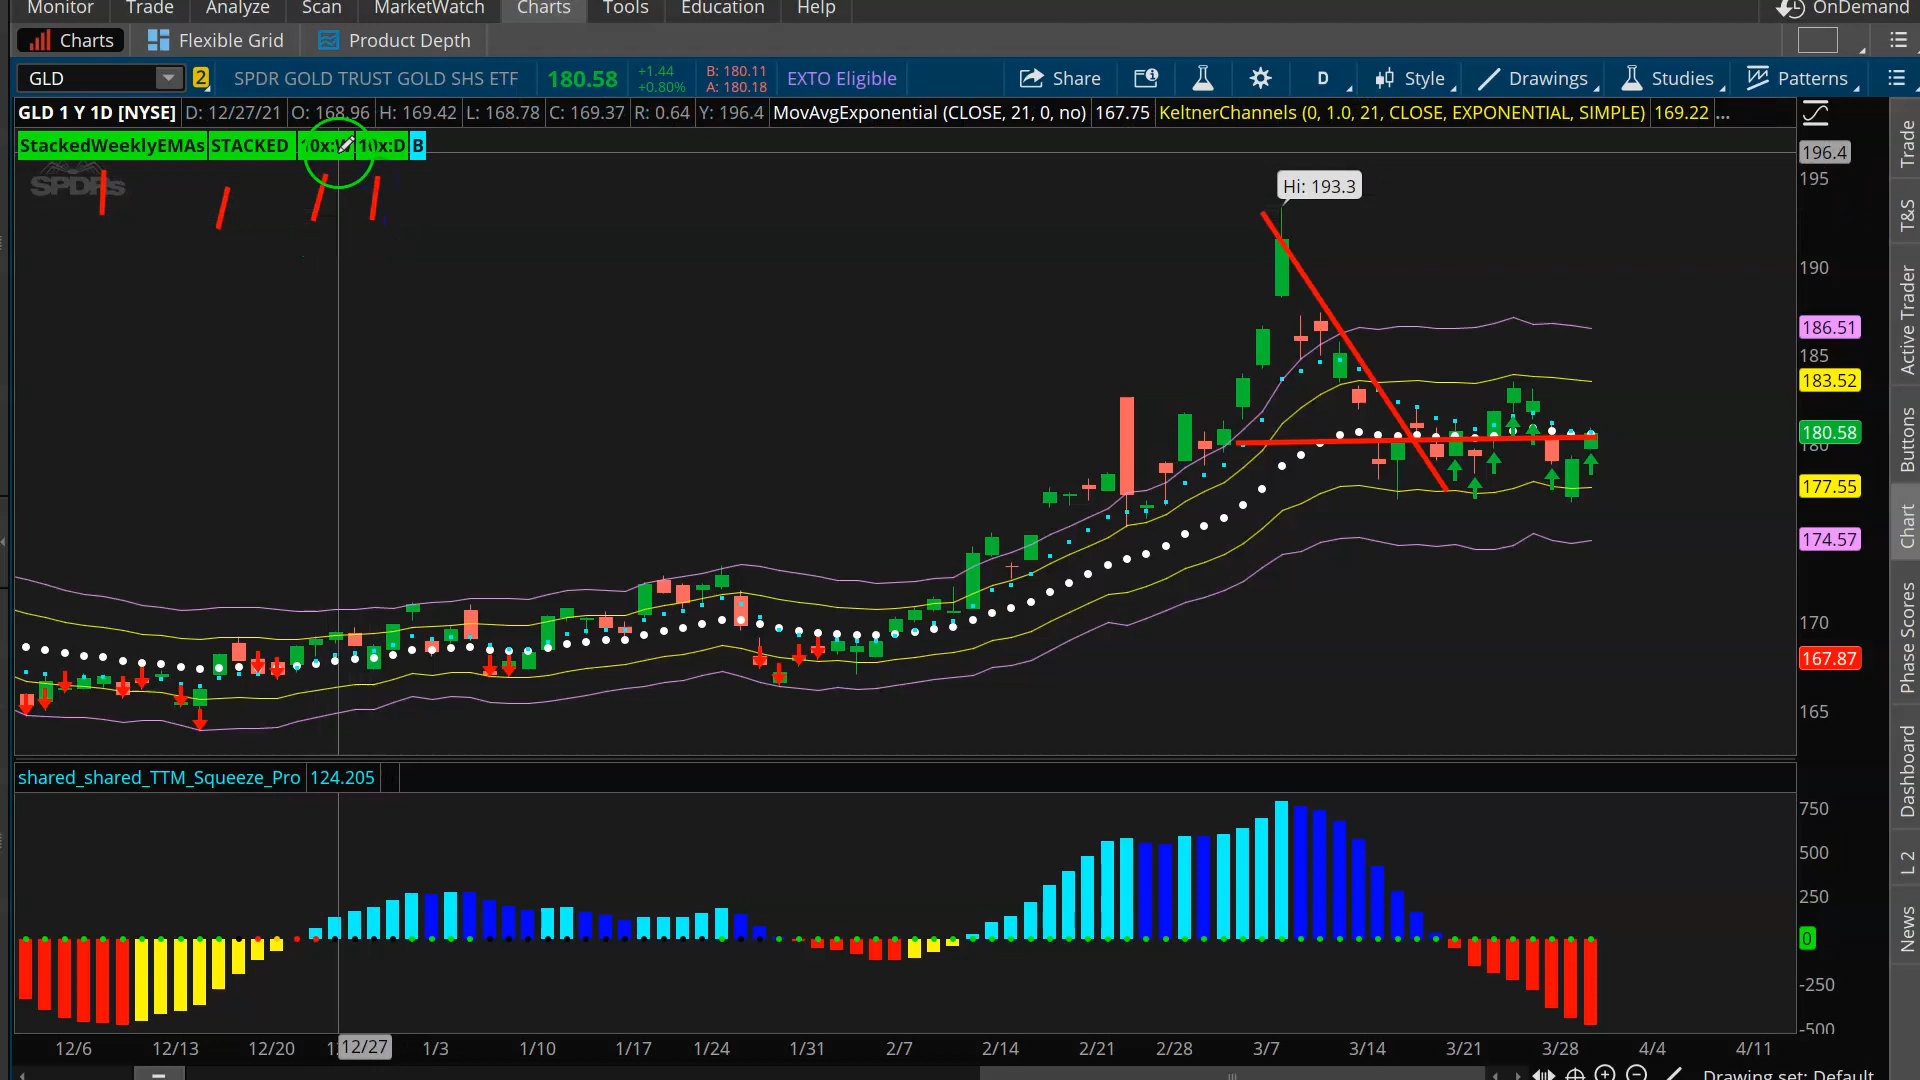 Monitor Trade Analyze Scan MarketWatch Charts Tools Education Help OnDemand
Charts Flexible Grid Product Depth
GLD 2 SPDR GOLD TRUST GOLD SHS ETF 180.58 +1.44 +0.80% B: 180.11 A: 180.18 EXTO Eligible Share D Style Drawings Studies Patterns
GLD 1 Y 1D [NYSE] D: 12/27/21 O: 168.96 H: 169.42 L: 168.78 C: 169.37 R: 0.64 Y: 196.4 MovAvgExponential (CLOSE, 21, 0, no) 167.75 KeltnerChannels (0, 1.0, 21, CLOSE, EXPONENTIAL, SIMPLE) 169.22 ...
StackedWeeklyEMAs STACKED 10x:D B
SPDRs
Hi: 193.3
196.4
195
190
186.51
185
183.52
180.58
180
177.55
174.57
170
167.87
165
shared_shared_TTM_Squeeze_Pro 124.205
750
500
250
0
-250
-500
12/6 12/13 12/20 12/27 1/3 1/10 1/17 1/24 1/31 2/7 2/14 2/21 2/28 3/7 3/14 3/21 3/28 4/4 4/11
Drawing set: Default
Trade
T&S
Active Trader
Buttons
Chart
Phase Scores
Dashboard
L 2
News